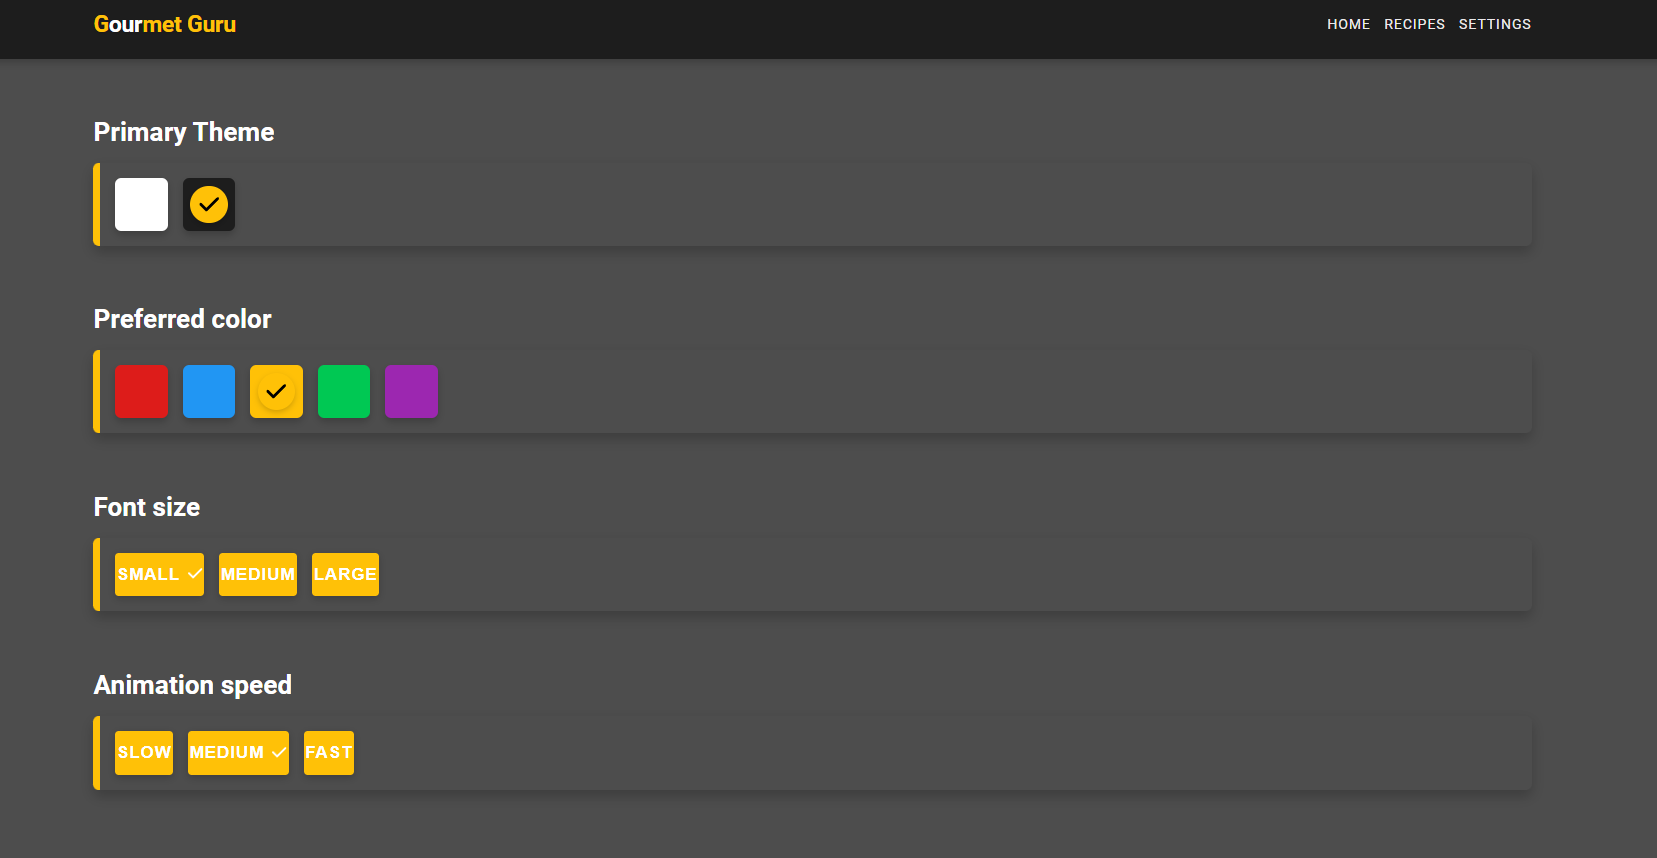 Gourmet Guru
HOME RECIPES SETTINGS
Primary Theme
Preferred color
Font size
SMALL MEDIUM LARGE
Animation speed
SLOW MEDIUM FAST